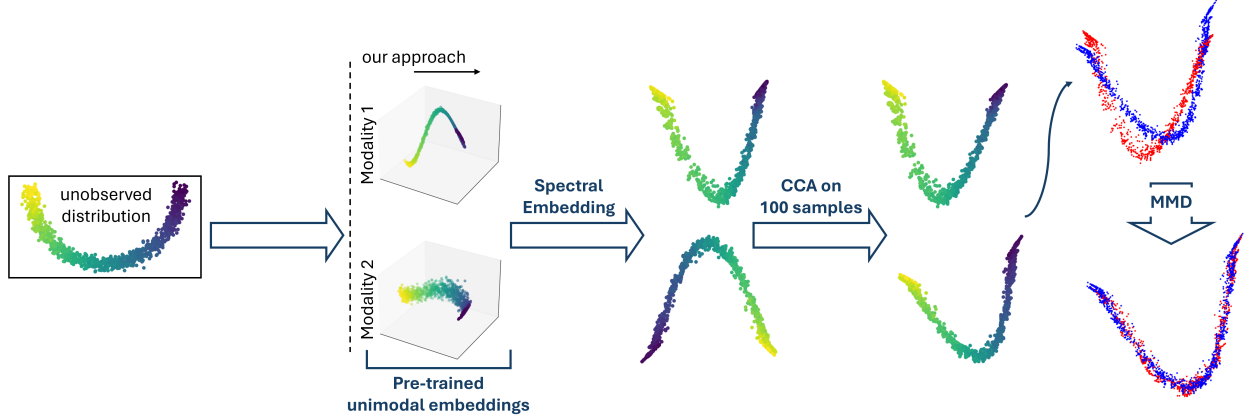 unobserved
distribution
our approach
Modality 1
Modality 2
Pre-trained
unimodal embeddings
Spectral
Embedding
CCA on
100 samples
MMD